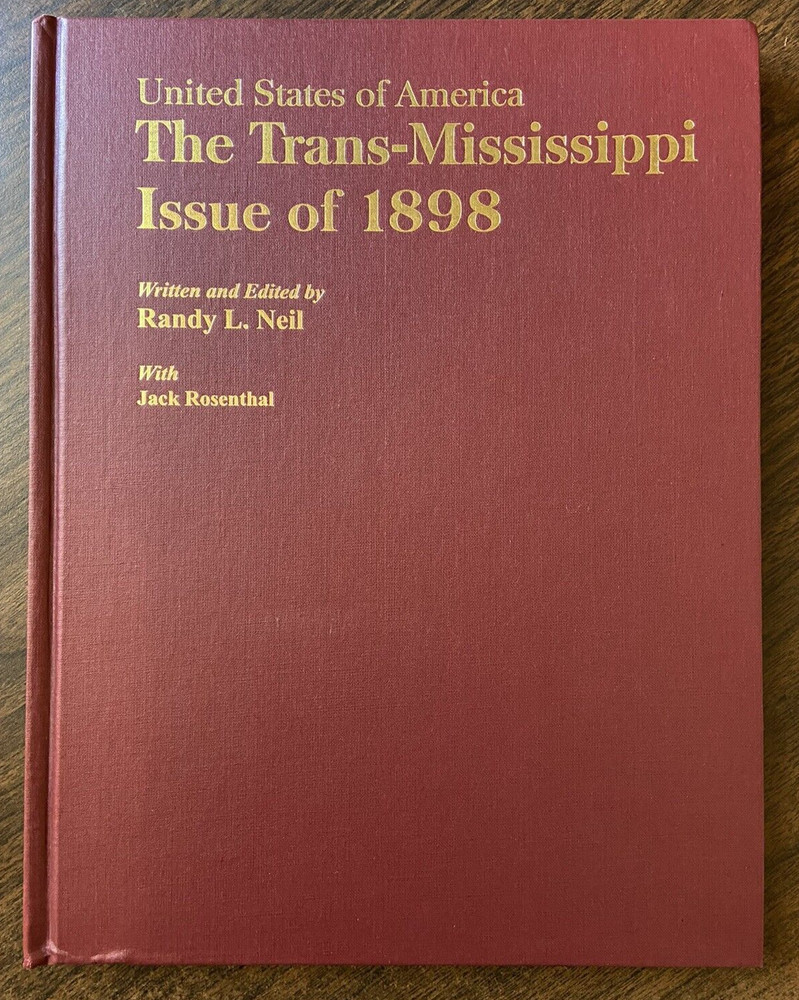 United States of America
The Trans-Mississippi
Issue of 1898
Written and Edited by
Randy L. Neil
With
Jack Rosenthal